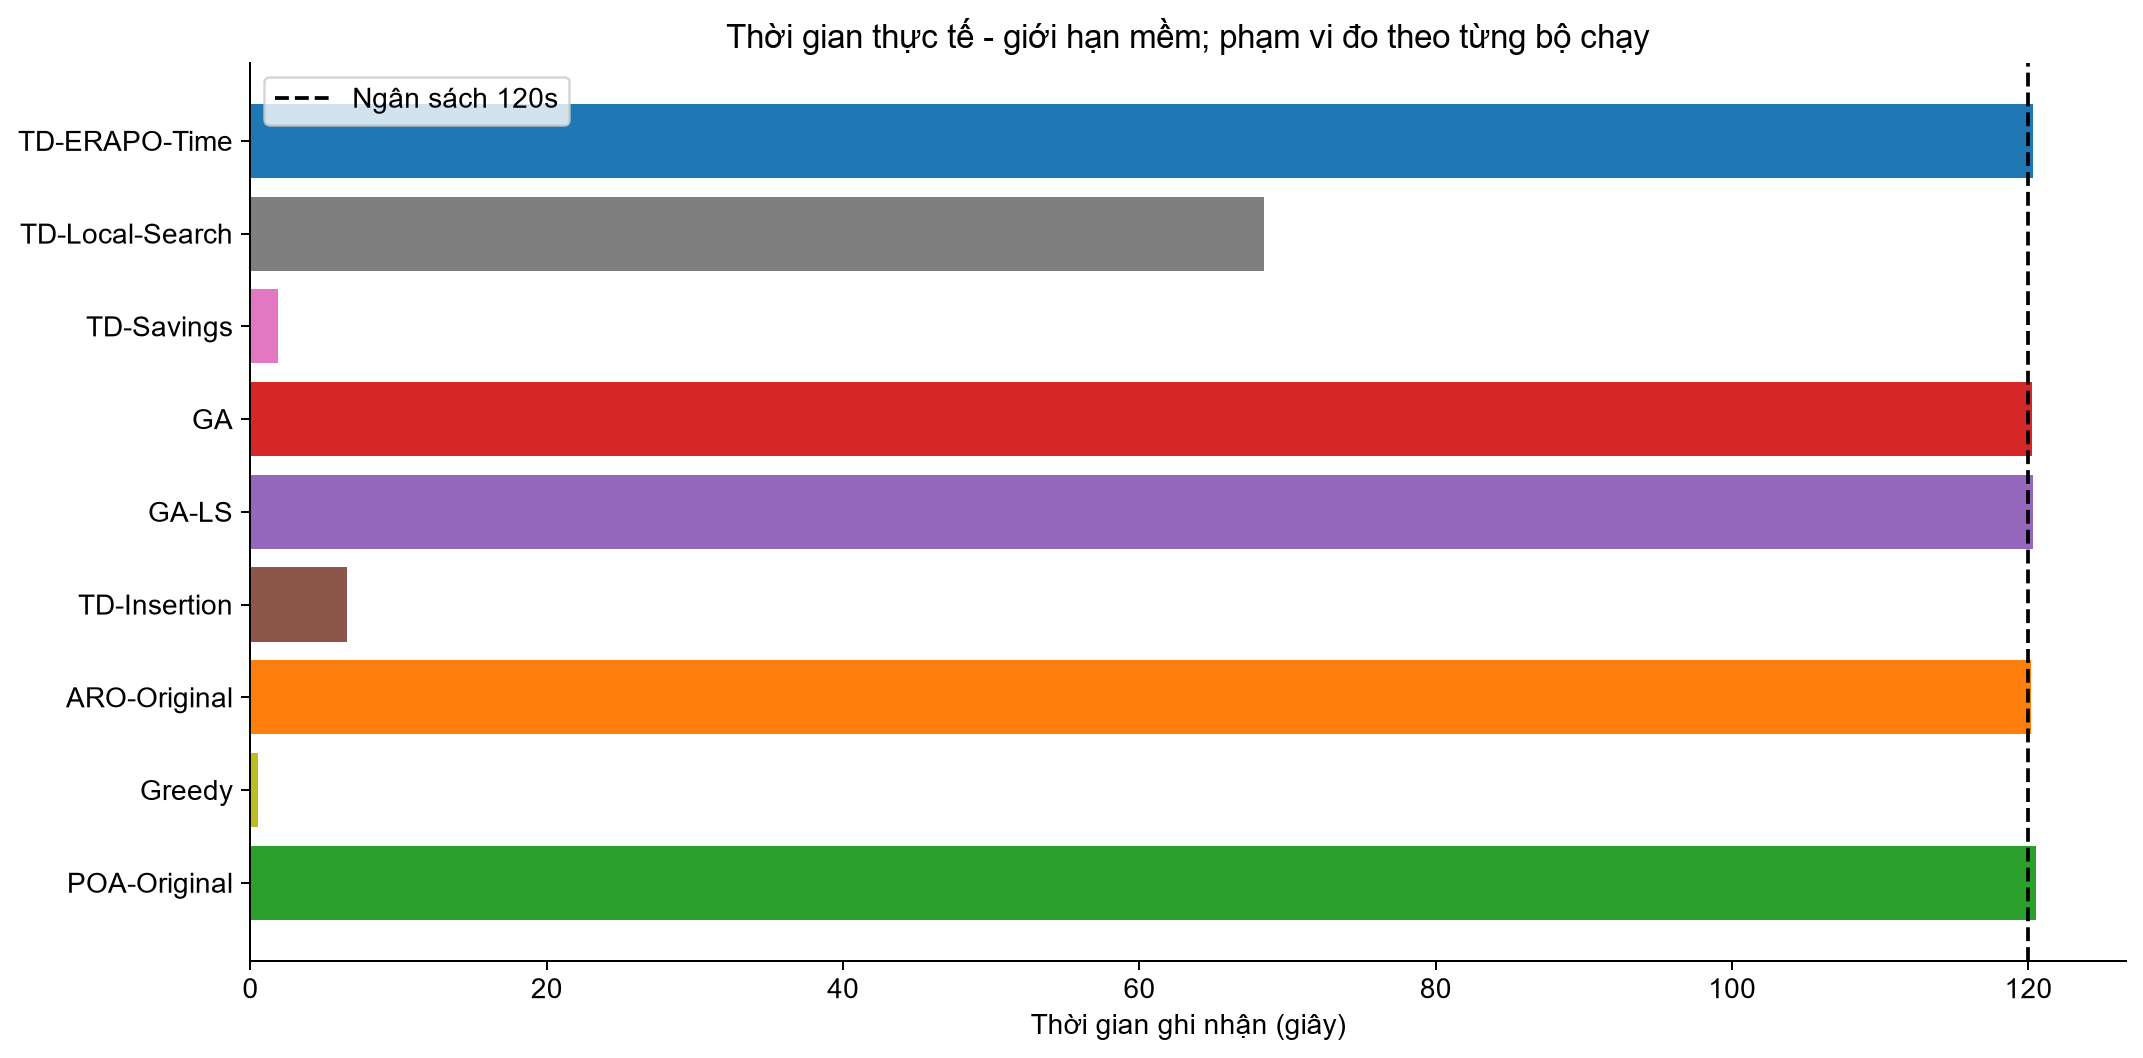 Thời gian thực tế - giới hạn mềm; phạm vi đo theo từng bộ chạy
Ngân sách 120s
TD-ERAPO-Time
TD-Local-Search
TD-Savings
GA
GA-LS
TD-Insertion
ARO-Original
Greedy
POA-Original
0 20 40 60 80 100 120
Thời gian ghi nhận (giây)